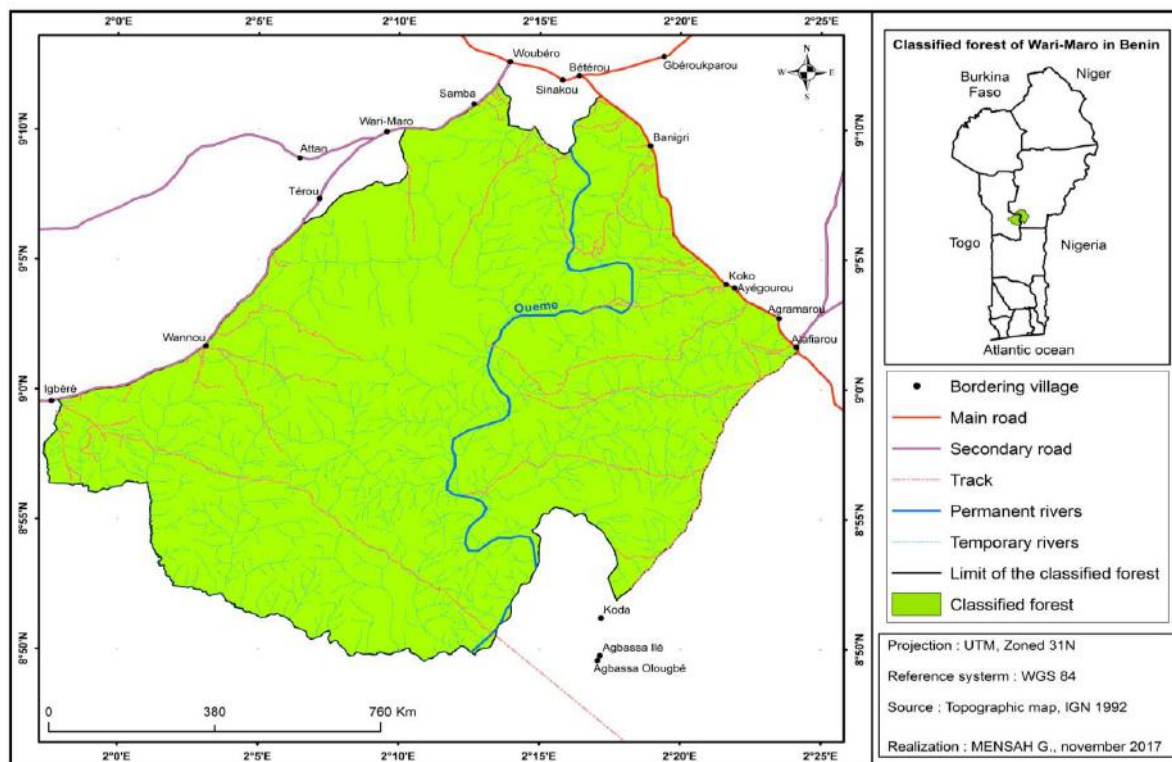 2°0'E
2°5'E
2°10'E
2°15'E
2°20'E
2°25'E
Woubéro
Bétérou
Gbéroukparou
Sinakou
N
W
E
S
Samba
Wari-Maro
9°10'N
9°10'N
Banigri
Attan
Térou
9°5'N
9°5'N
Koko
Ayégourou
Oueme
Agramarou
Wannou
Alafiarou
9°0'N
9°0'N
Igbèrè
8°55'N
8°55'N
Koda
Agbassa Ilé
Agbassa Olougbé
8°50'N
8°50'N
0
380
760 Km
2°0'E
2°5'E
2°10'E
2°15'E
2°20'E
2°25'E
Classified forest of Wari-Maro in Benin
Burkina
Faso
Niger
Togo
Nigeria
Atlantic ocean
Bordering village
Main road
Secondary road
Track
Permanent rivers
Temporary rivers
Limit of the classified forest
Classified forest
Projection : UTM, Zoned 31N
Reference systerm : WGS 84
Source : Topographic map, IGN 1992
Realization : MENSAH G., november 2017